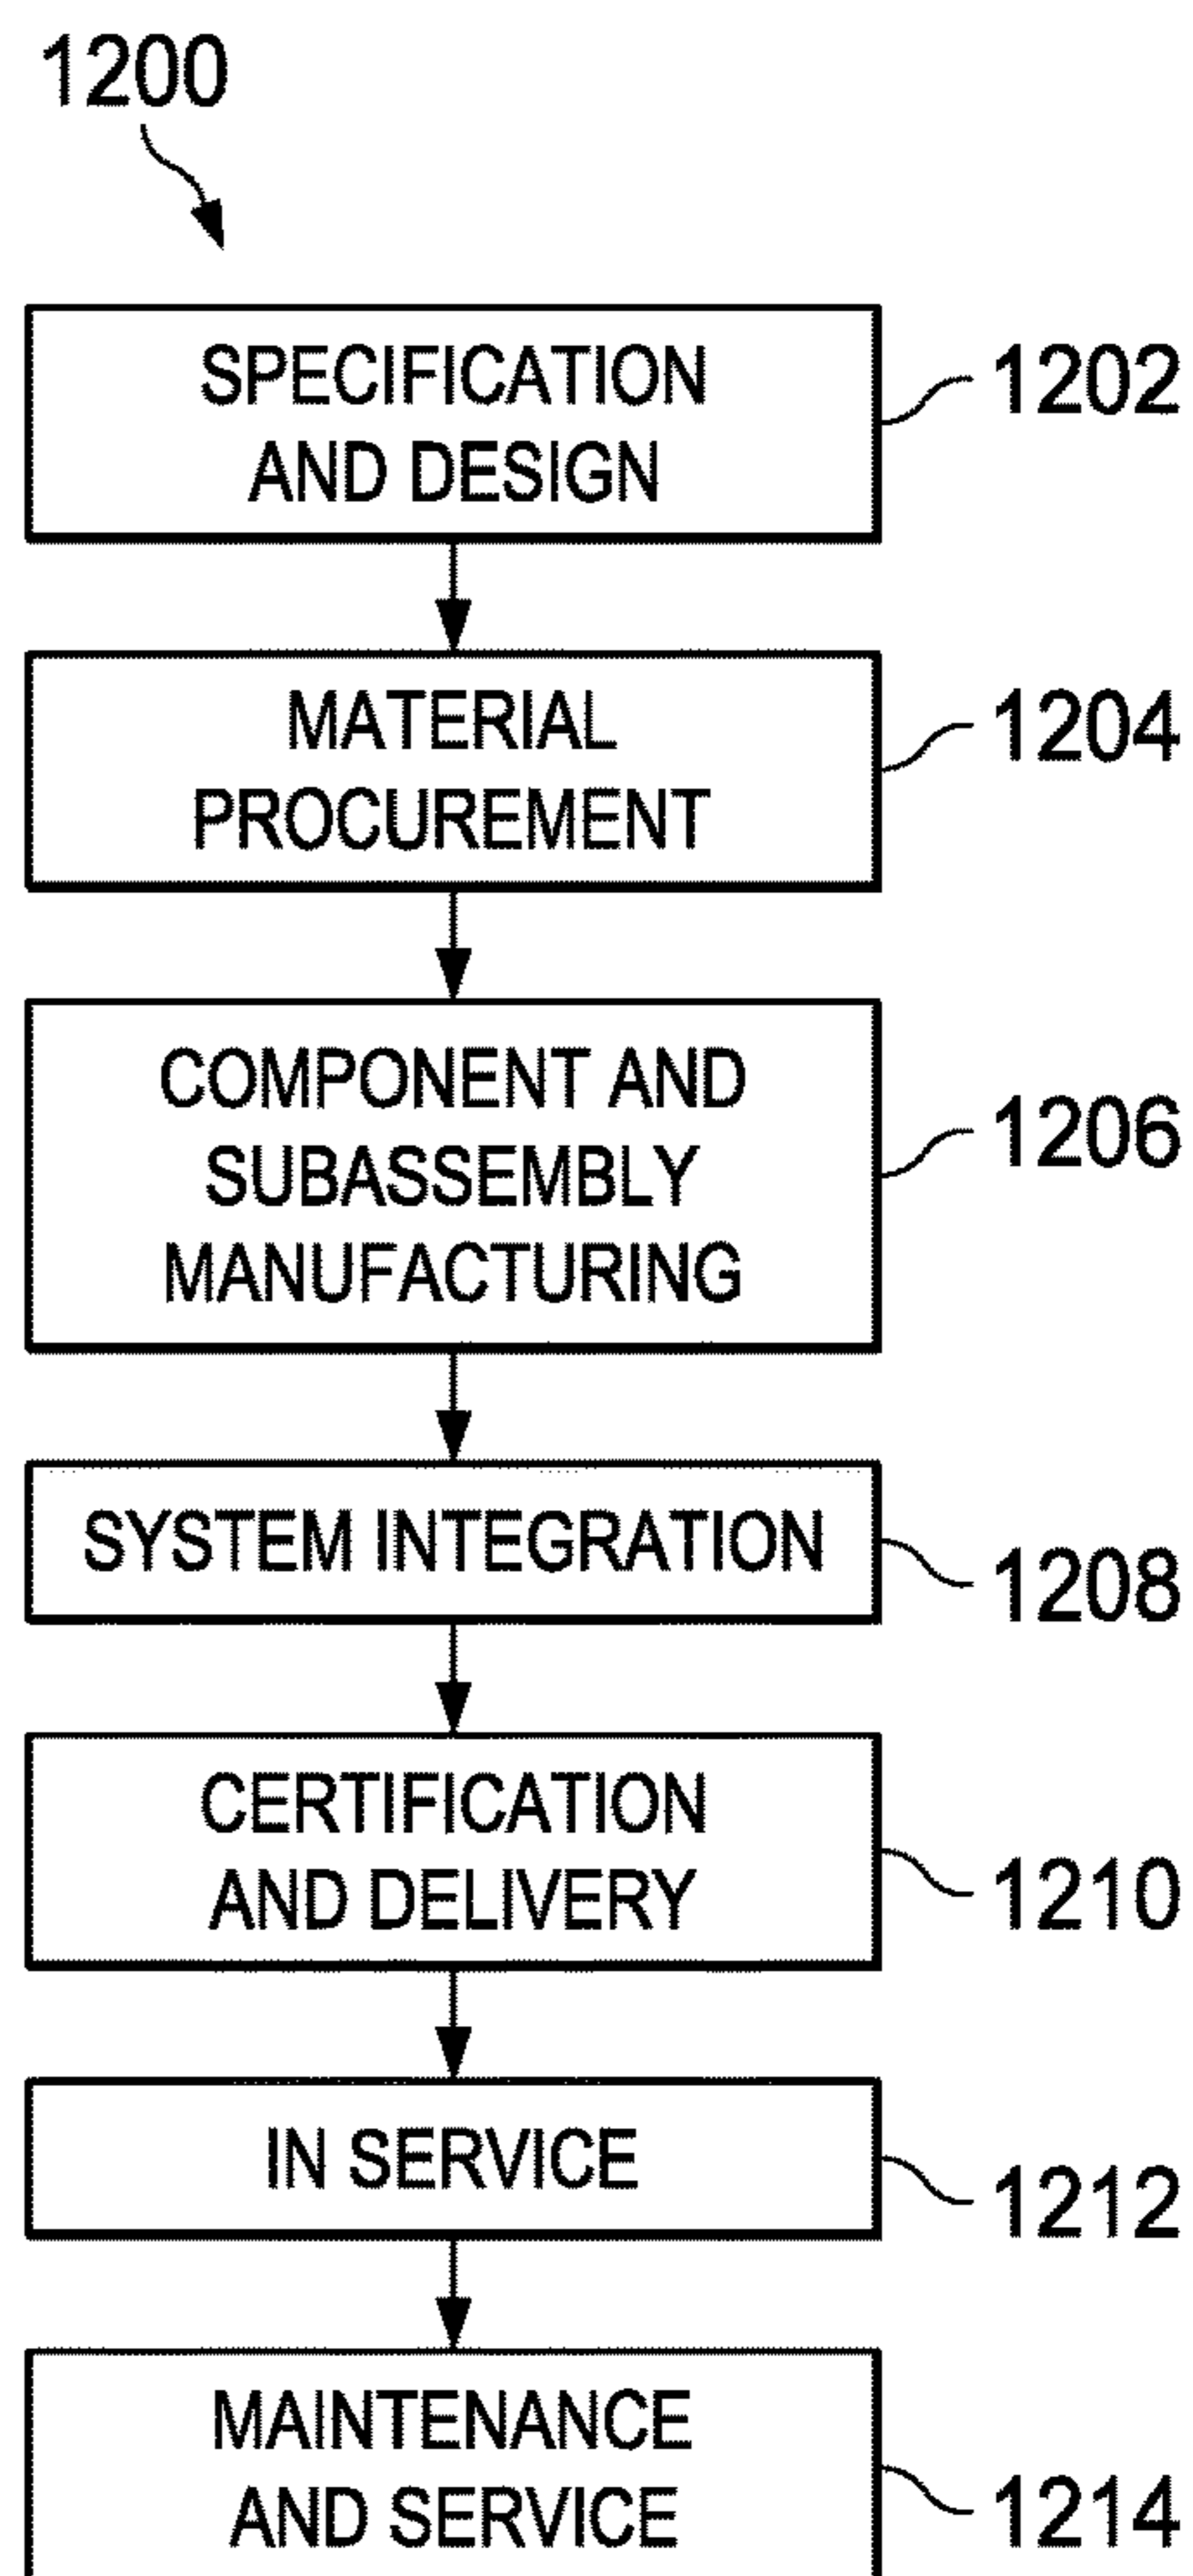 1200
SPECIFICATION
AND DESIGN
1202
MATERIAL
PROCUREMENT
1204
COMPONENT AND
SUBASSEMBLY
MANUFACTURING
1206
SYSTEM INTEGRATION
1208
CERTIFICATION
AND DELIVERY
1210
IN SERVICE
1212
MAINTENANCE
AND SERVICE
1214